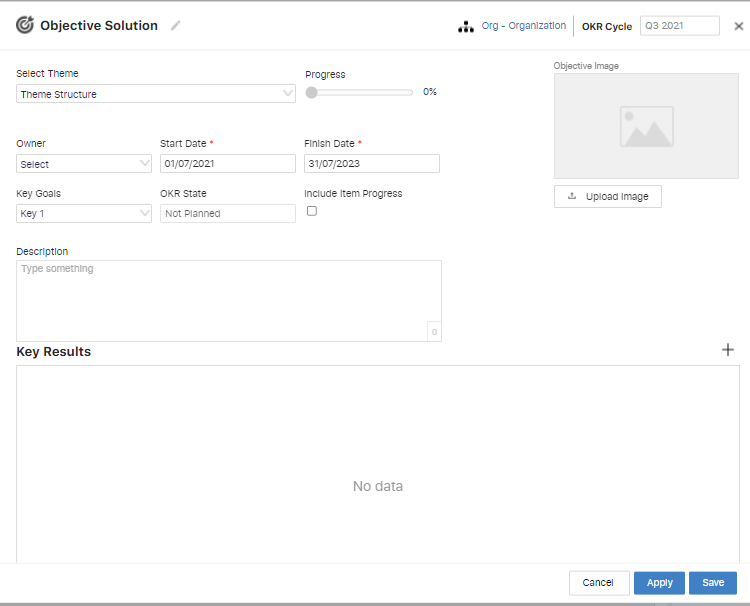 Objective Solution
Org - Organization
OKR Cycle
Q3 2021
Select Theme
Theme Structure
Progress
0%
Objective Image
Upload Image
Owner
Start Date *
Finish Date *
Select
01/07/2021
31/07/2023
Key Goals
OKR State
Include Item Progress
Key 1
Not Planned
Description
Type something
0
Key Results
No data
Cancel
Apply
Save